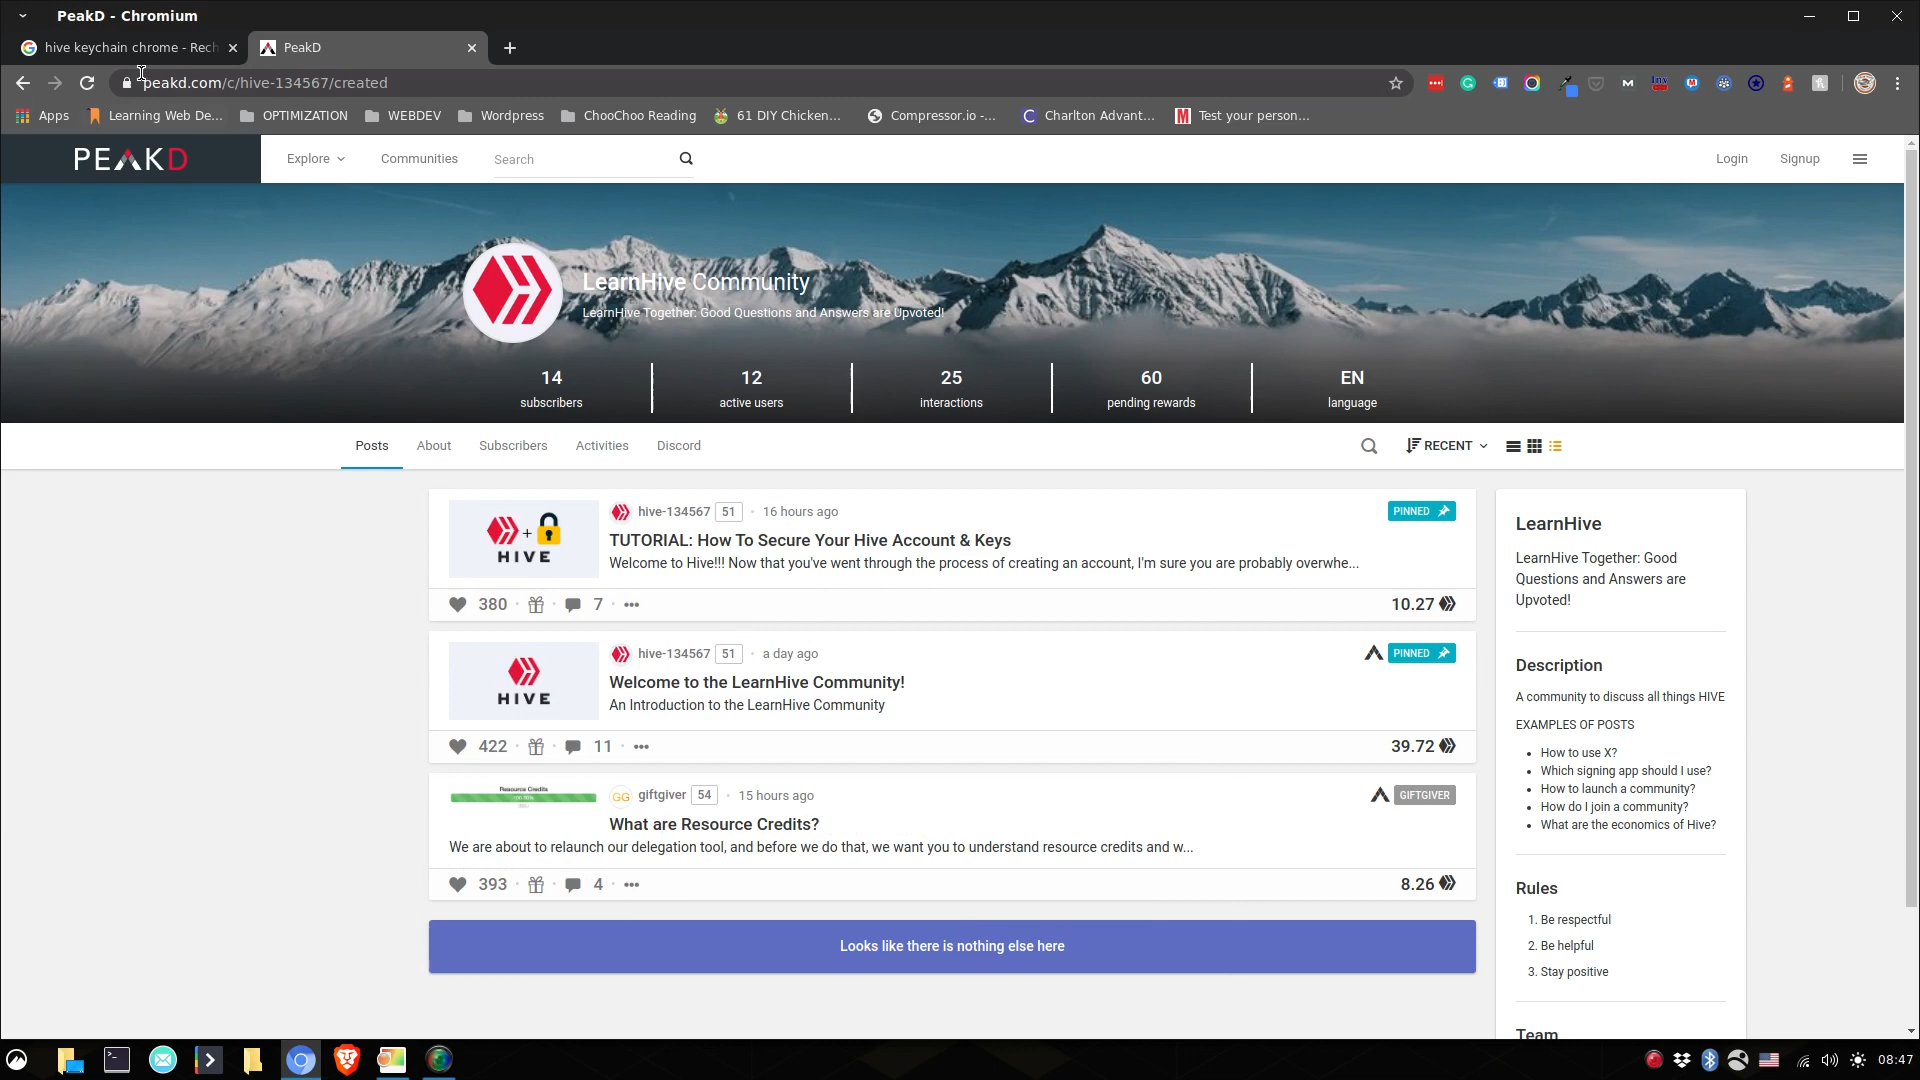 PeakD - Chromium
hive keychain chrome - Rech
PeakD
peakd.com/c/hive-134567/created
Apps
Learning Web De...
OPTIMIZATION
WEBDEV
Wordpress
ChooChoo Reading
61 DIY Chicken...
Compressor.io -...
Charlton Advant...
Test your person...
PEAKD
Explore
Communities
Search
Login
Signup
LearnHive Community
LearnHive Together: Good Questions and Answers are Upvoted!
14
subscribers
12
active users
25
interactions
60
pending rewards
EN
language
Posts
About
Subscribers
Activities
Discord
RECENT
HIVE
hive-134567 51 · 16 hours ago
PINNED
TUTORIAL: How To Secure Your Hive Account & Keys
Welcome to Hive!!! Now that you've went through the process of creating an account, I'm sure you are probably overwhe...
380 · · 7 · •••
10.27
HIVE
hive-134567 51 · a day ago
PINNED
Welcome to the LearnHive Community!
An Introduction to the LearnHive Community
422 · · 11 · •••
39.72
Resource Credits
GG
giftgiver 54 · 15 hours ago
GIFTGIVER
What are Resource Credits?
We are about to relaunch our delegation tool, and before we do that, we want you to understand resource credits and w...
393 · · 4 · •••
8.26
Looks like there is nothing else here
LearnHive
LearnHive Together: Good
Questions and Answers are
Upvoted!
Description
A community to discuss all things HIVE
EXAMPLES OF POSTS
• How to use X?
• Which signing app should I use?
• How to launch a community?
• How do I join a community?
• What are the economics of Hive?
Rules
1. Be respectful
2. Be helpful
3. Stay positive
Team
08:47